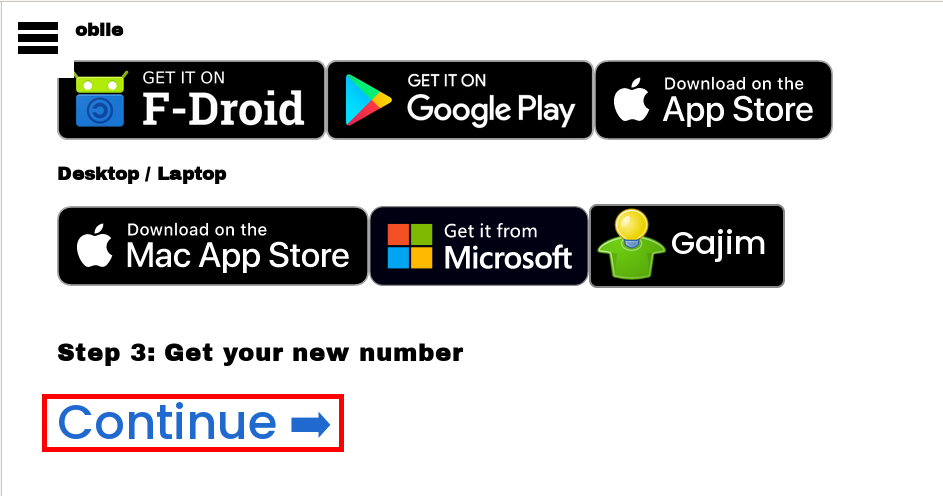 obile
GET IT ON
F-Droid
GET IT ON
Google Play
Download on the
App Store
Desktop / Laptop
Download on the
Mac App Store
Get it from
Microsoft
Gajim
Step 3: Get your new number
Continue ➡